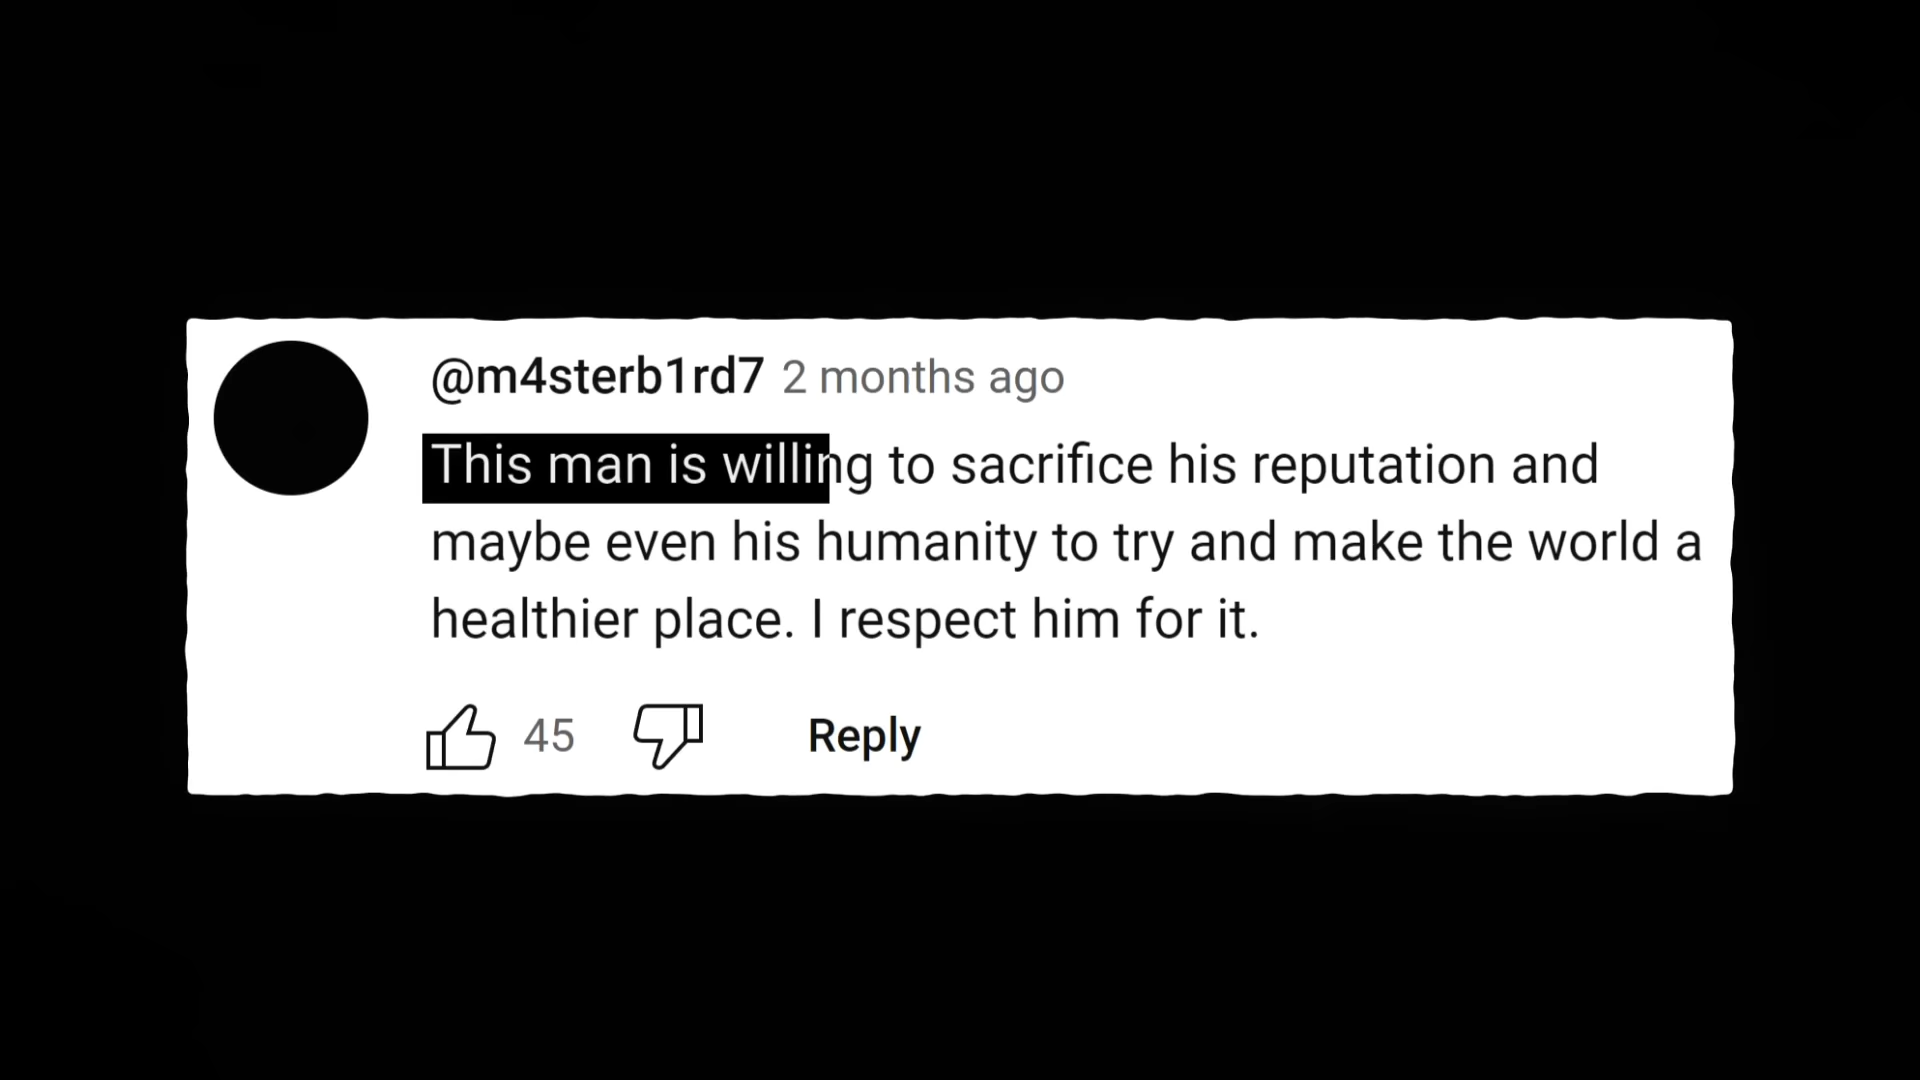 @m4sterb1rd7 2 months ago
This man is willing to sacrifice his reputation and
maybe even his humanity to try and make the world a
healthier place. I respect him for it.
45 Reply